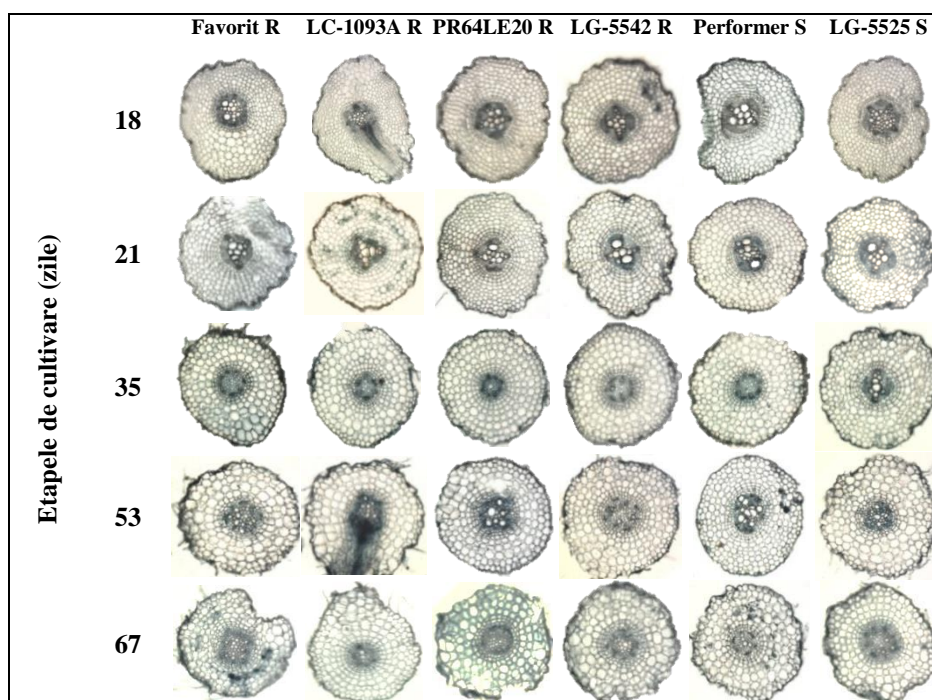 Favorit R LC-1093A R PR64LE20 R LG-5542 R Performer S LG-5525 S
Etapele de cultivare (zile)
18
21
35
53
67